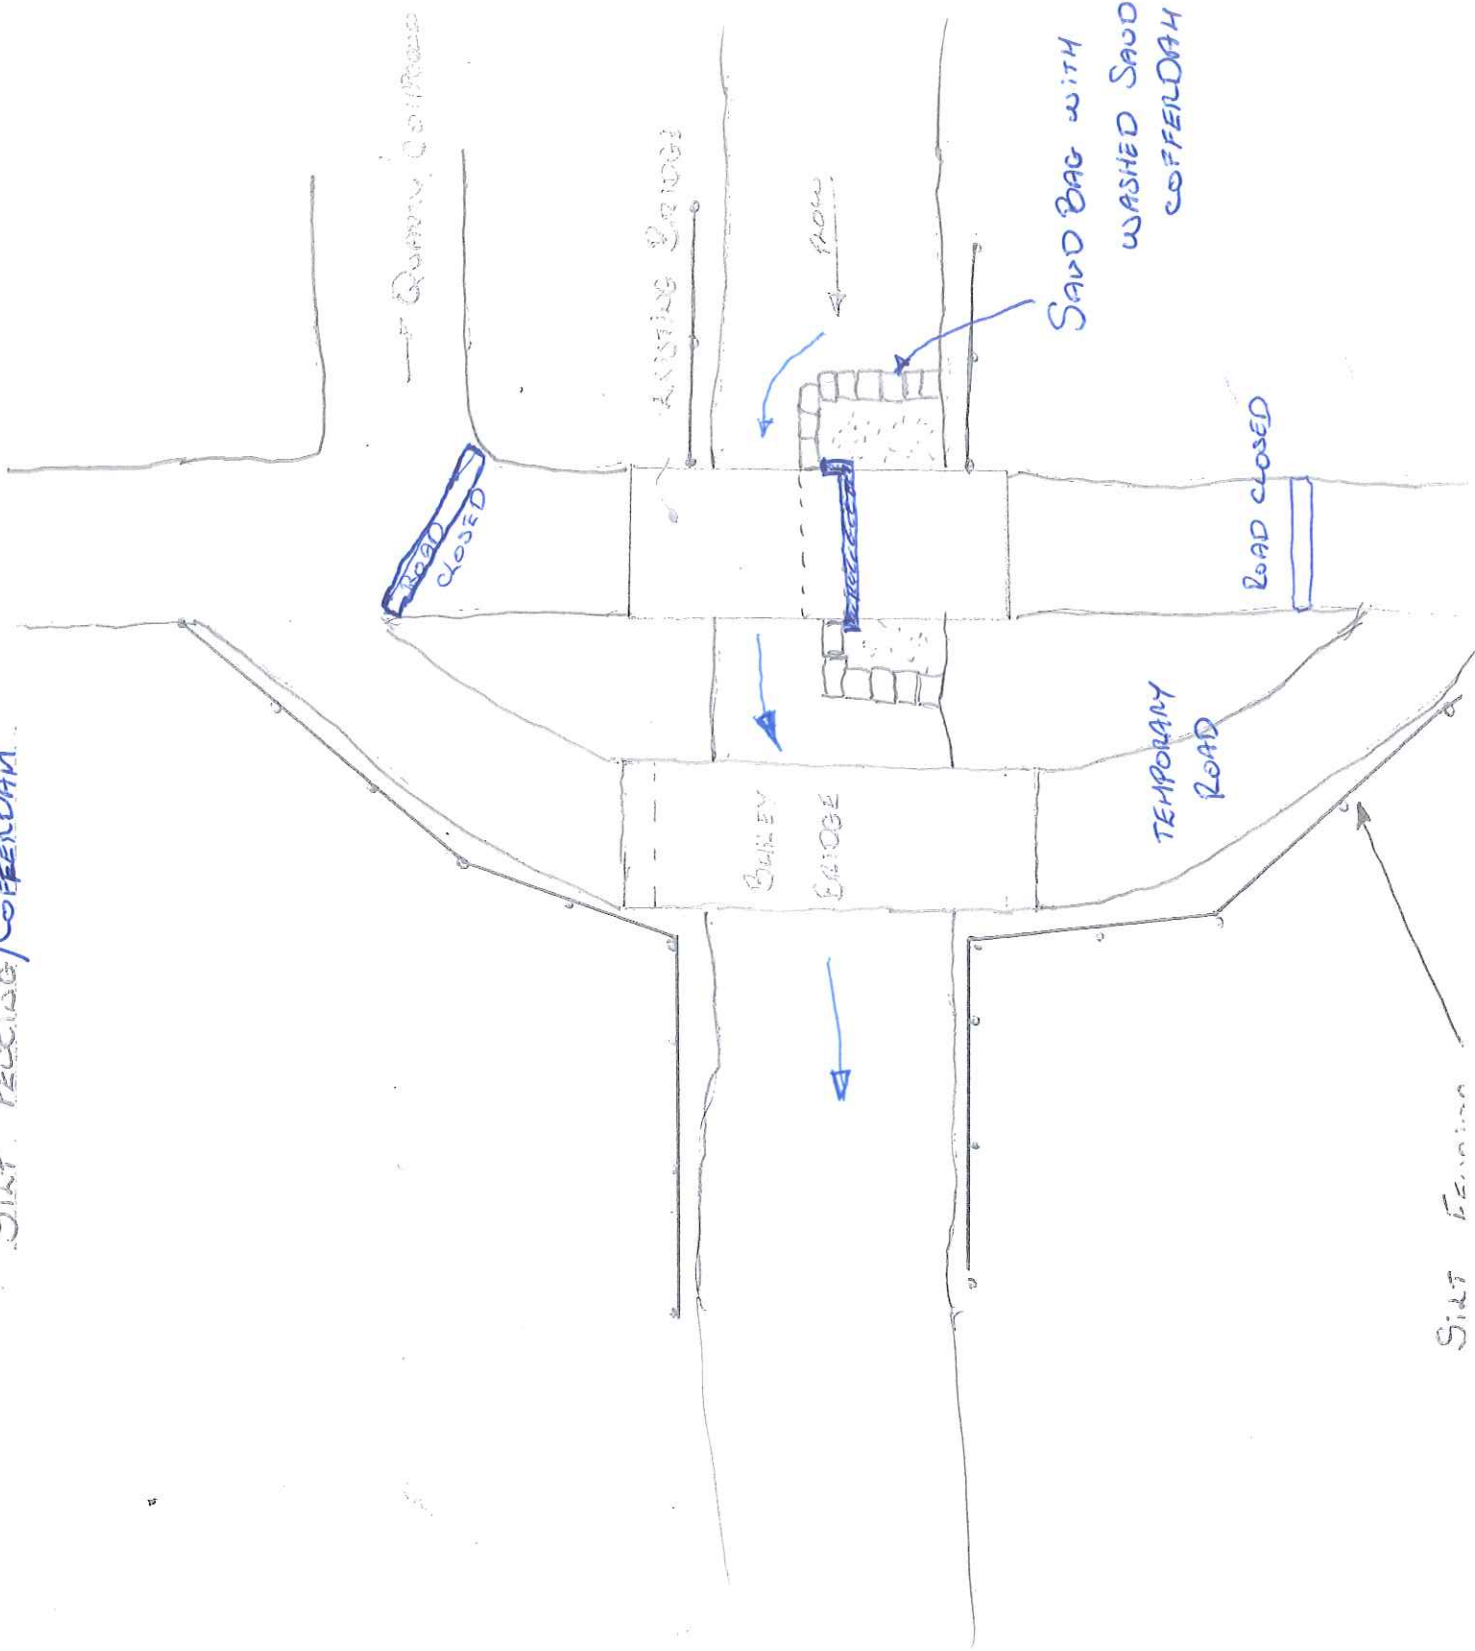 SILT FENCING/COFFERDAM
QUARRY
EXISTING BRIDGE
FLOW
SAND BAG WITH
WASHED SAND
COFFERDAM
ROAD
CLOSED
ROAD CLOSED
BAILEY
BRIDGE
TEMPORARY
ROAD
SILT